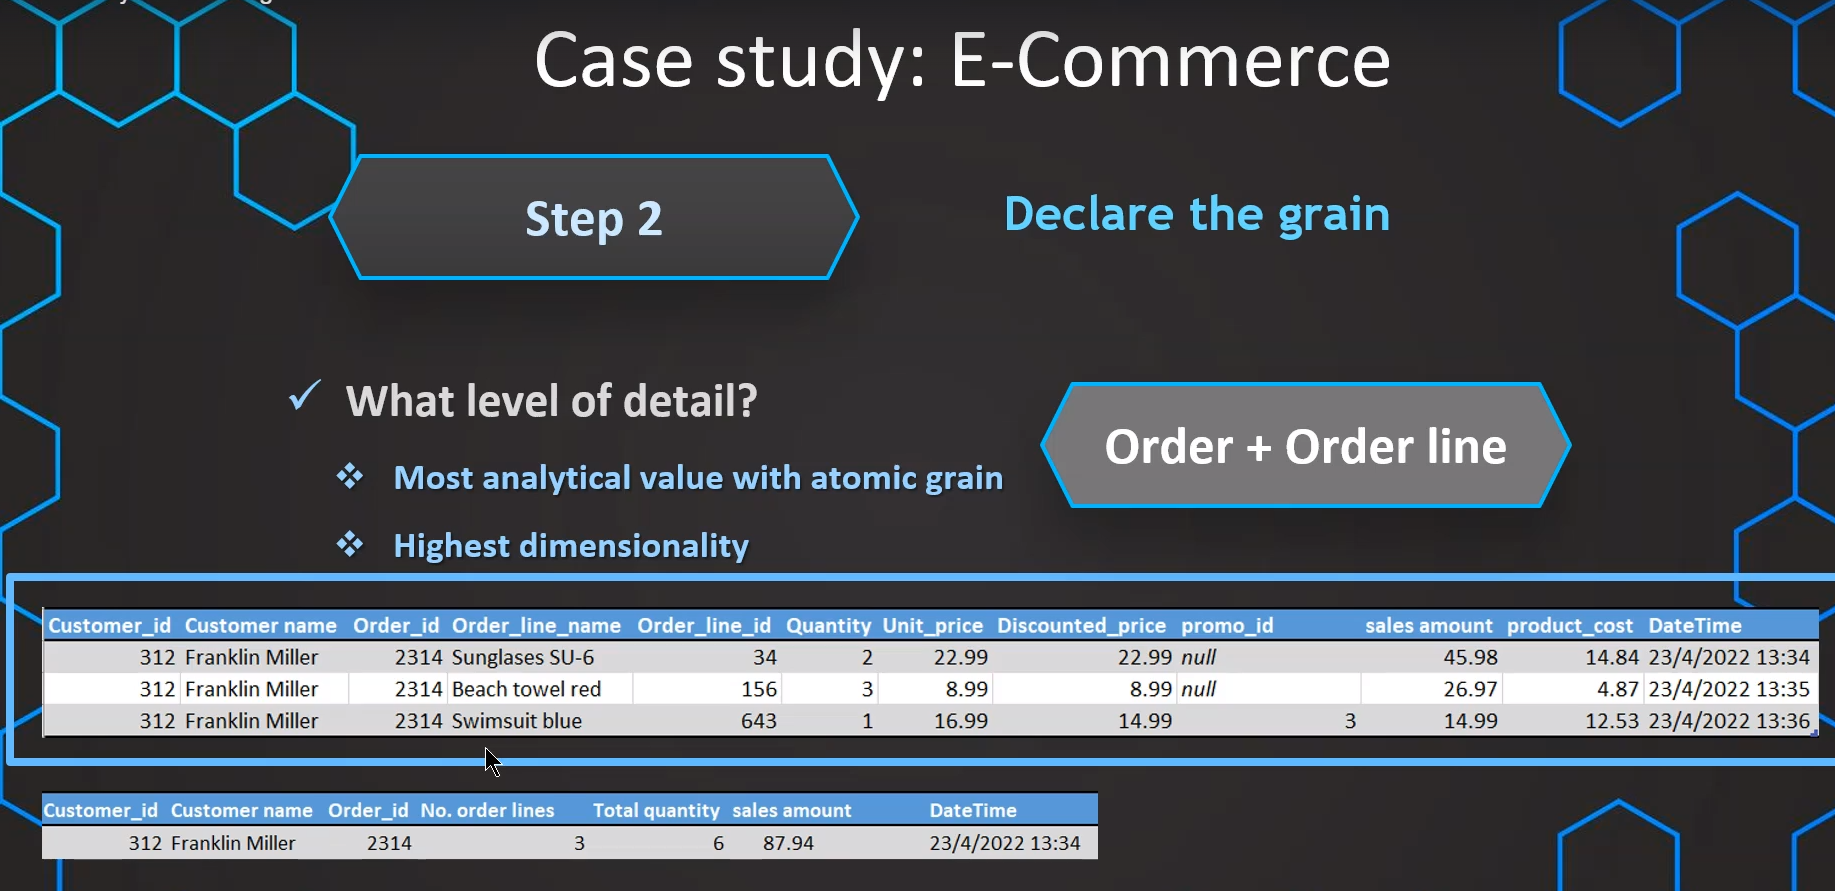 Case study: E-Commerce
Step 2
Declare the grain
✓ What level of detail?
❖ Most analytical value with atomic grain
❖ Highest dimensionality
Order + Order line
Customer_id Customer name Order_id Order_line_name Order_line_id Quantity Unit_price Discounted_price promo_id sales amount product_cost DateTime
312 Franklin Miller 2314 Sunglases SU-6 34 2 22.99 22.99 null 45.98 14.84 23/4/2022 13:34
312 Franklin Miller 2314 Beach towel red 156 3 8.99 8.99 null 26.97 4.87 23/4/2022 13:35
312 Franklin Miller 2314 Swimsuit blue 643 1 16.99 14.99 3 14.99 12.53 23/4/2022 13:36
Customer_id Customer name Order_id No. order lines Total quantity sales amount DateTime
312 Franklin Miller 2314 3 6 87.94 23/4/2022 13:34